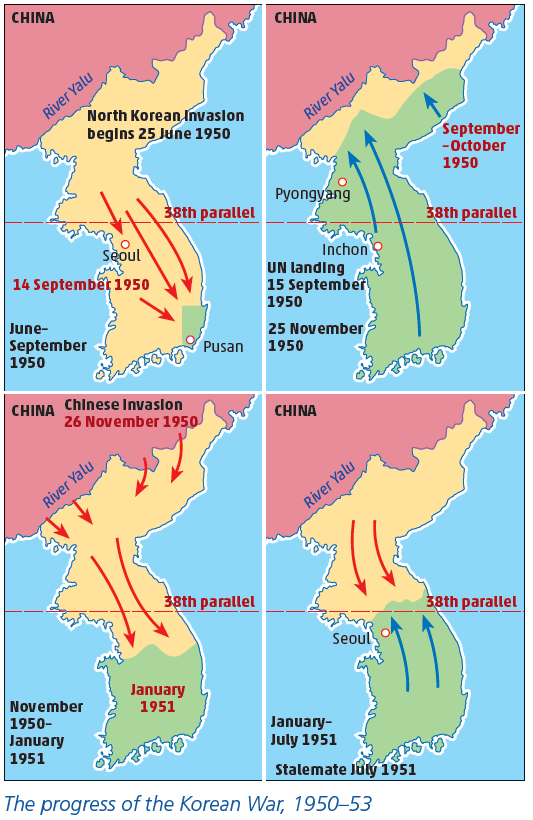 CHINA
River Yalu
North Korean invasion
begins 25 June 1950
38th parallel
Seoul
14 September 1950
June–
September
1950
Pusan
CHINA
River Yalu
September
–October
1950
Pyongyang
38th parallel
Inchon
UN landing
15 September
1950
25 November
1950
CHINA
Chinese invasion
26 November 1950
River Yalu
38th parallel
January
1951
November
1950–
January
1951
CHINA
River Yalu
38th parallel
Seoul
January–
July 1951
Stalemate July 1951
The progress of the Korean War, 1950–53